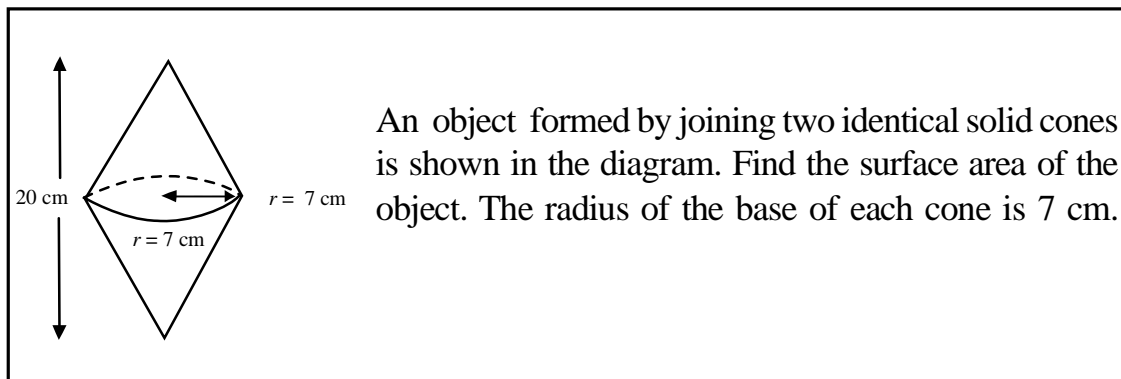 An object formed by joining two identical solid cones
is shown in the diagram. Find the surface area of the
object. The radius of the base of each cone is 7 cm.
20 cm
r = 7 cm
r = 7 cm